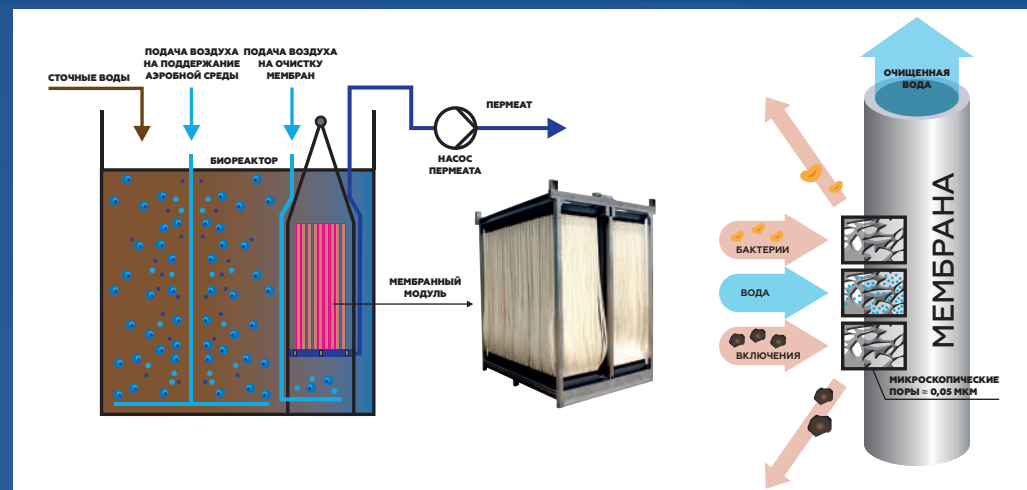 СТОЧНЫЕ ВОДЫ
ПОДАЧА ВОЗДУХА
НА ПОДДЕРЖАНИЕ
АЭРОБНОЙ СРЕДЫ
ПОДАЧА ВОЗДУХА
НА ОЧИСТКУ
МЕМБРАН
ПЕРМЕАТ
НАСОС
ПЕРМЕАТА
БИОРЕАКТОР
МЕМБРАННЫЙ
МОДУЛЬ
ОЧИЩЕННАЯ
ВОДА
БАКТЕРИИ
ВОДА
ВКЛЮЧЕНИЯ
МЕМБРАНА
МИКРОСКОПИЧЕСКИЕ
ПОРЫ ≈ 0,05 МКМ